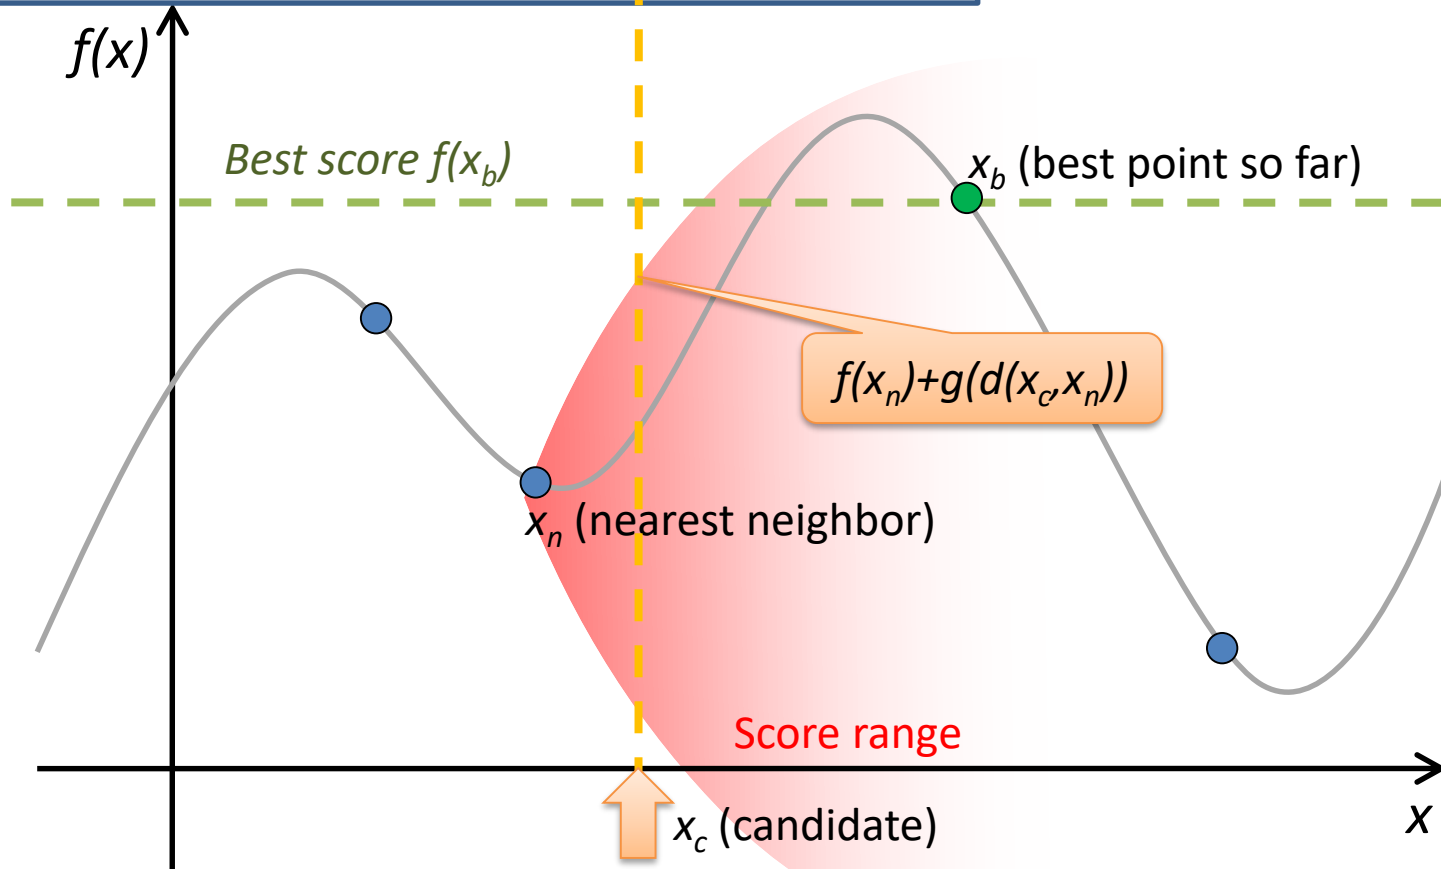 f(x)
Best score f(x_b)
x_b (best point so far)
f(x_n)+g(d(x_c,x_n))
x_n (nearest neighbor)
Score range
x_c (candidate)
x